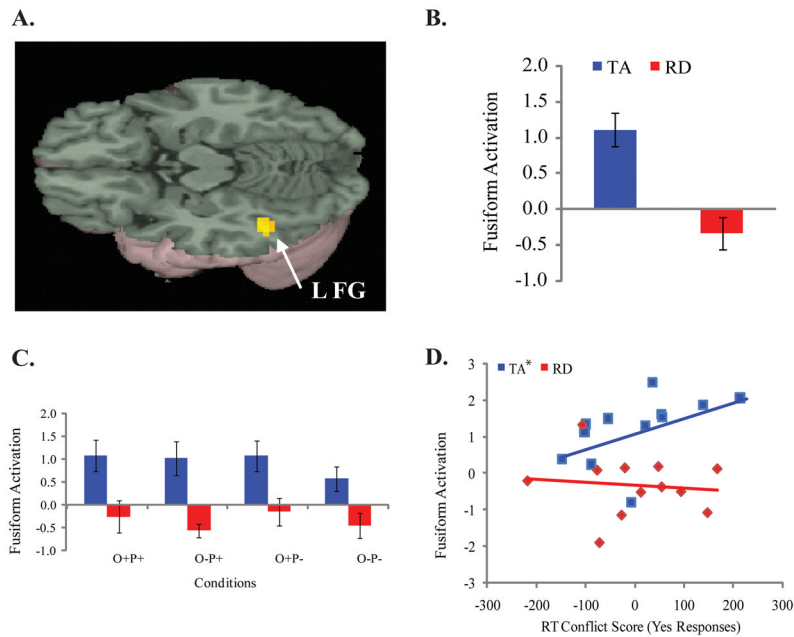 A.
L FG
B.
TA RD
Fusiform Activation
2.0
1.5
1.0
0.5
0.0
-0.5
-1.0
C.
Fusiform Activation
2.0
1.5
1.0
0.5
0.0
-0.5
-1.0
O+P+ O-P+ O+P- O-P-
Conditions
D.
TA* RD
Fusiform Activation
3
2
1
0
-1
-2
-3
-300 -200 -100 0 100 200 300
RT Conflict Score (Yes Responses)